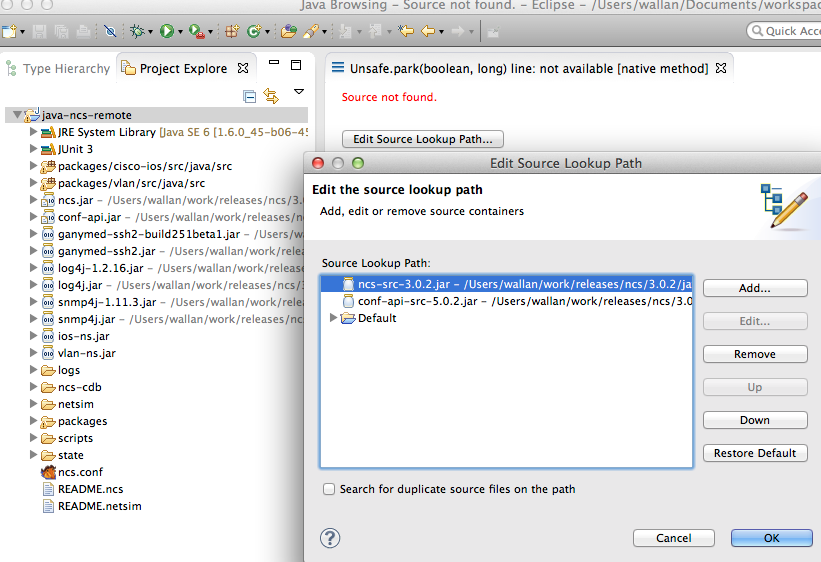 Java Browsing – Source not found. – Eclipse – /Users/wallan/Documents/workspac
Quick Acce
Type Hierarchy
Project Explore
Unsafe.park(boolean, long) line: not available [native method]
Source not found.
Edit Source Lookup Path...
java-ncs-remote
JRE System Library [Java SE 6 [1.6.0_45-b06-45
JUnit 3
packages/cisco-ios/src/java/src
packages/vlan/src/java/src
ncs.jar – /Users/wallan/work/releases/ncs/3.0
conf-api.jar – /Users/wallan/work/releases/nc
ganymed-ssh2-build251beta1.jar – /Users/w
ganymed-ssh2.jar – /Users/wallan/work/rele
log4j-1.2.16.jar – /Users/wallan/work/releas
log4j.jar – /Users/wallan/work/releases/ncs/
snmp4j-1.11.3.jar – /Users/wallan/work/rele
snmp4j.jar – /Users/wallan/work/releases/nc
ios-ns.jar
vlan-ns.jar
logs
ncs-cdb
netsim
packages
scripts
state
ncs.conf
README.ncs
README.netsim
Edit Source Lookup Path
Edit the source lookup path
Add, edit or remove source containers
Source Lookup Path:
ncs-src-3.0.2.jar – /Users/wallan/work/releases/ncs/3.0.2/ja
conf-api-src-5.0.2.jar – /Users/wallan/work/releases/ncs/3.0
Default
Add...
Edit...
Remove
Up
Down
Restore Default
Search for duplicate source files on the path
?
Cancel
OK